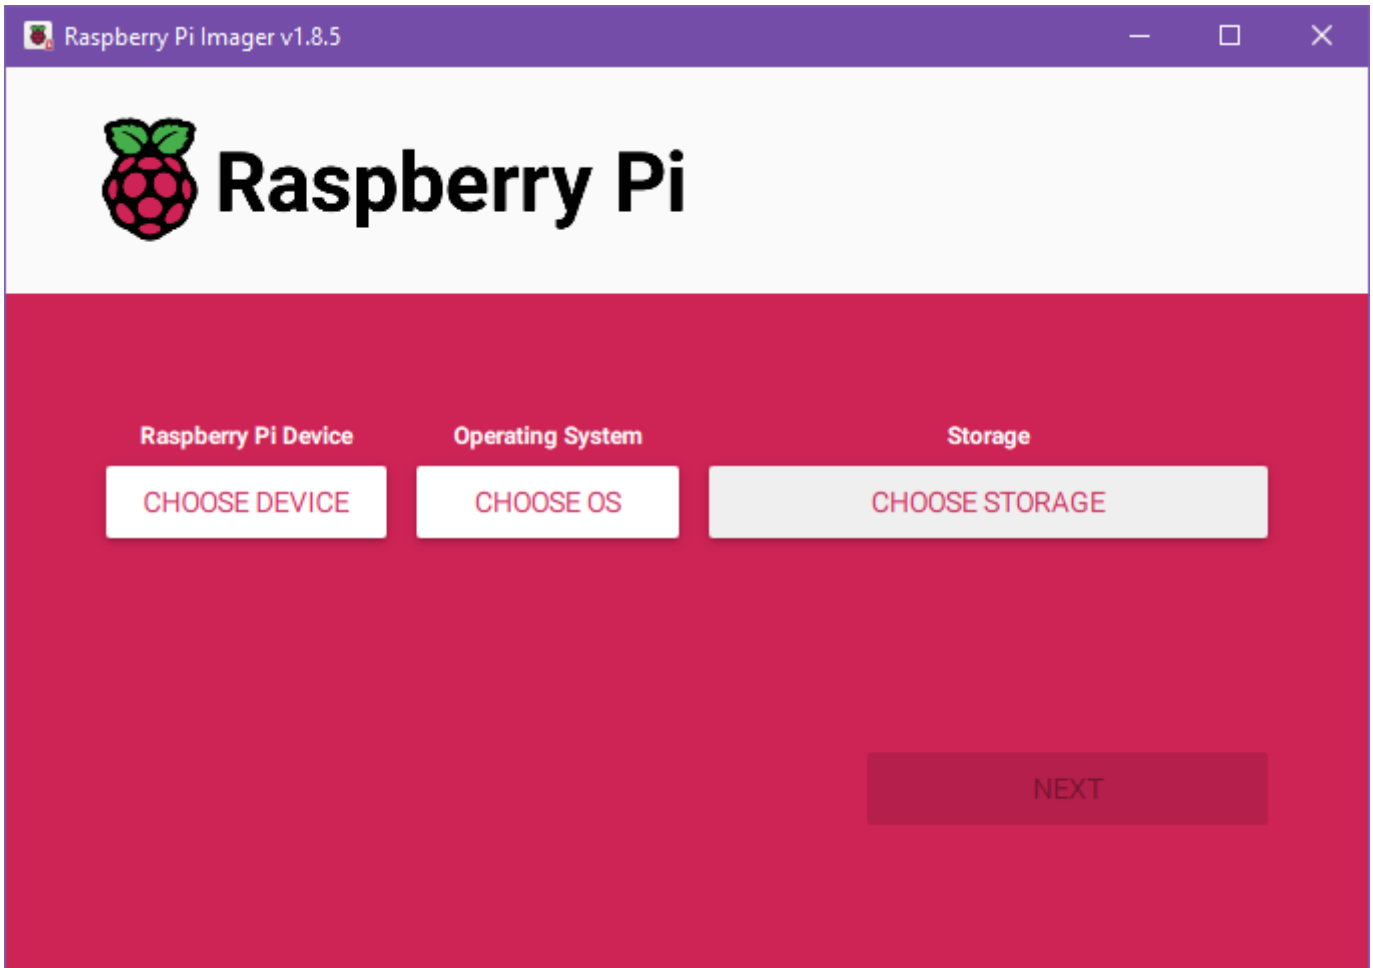 Raspberry Pi Imager v1.8.5
Raspberry Pi
Raspberry Pi Device
Operating System
Storage
CHOOSE DEVICE
CHOOSE OS
CHOOSE STORAGE
NEXT